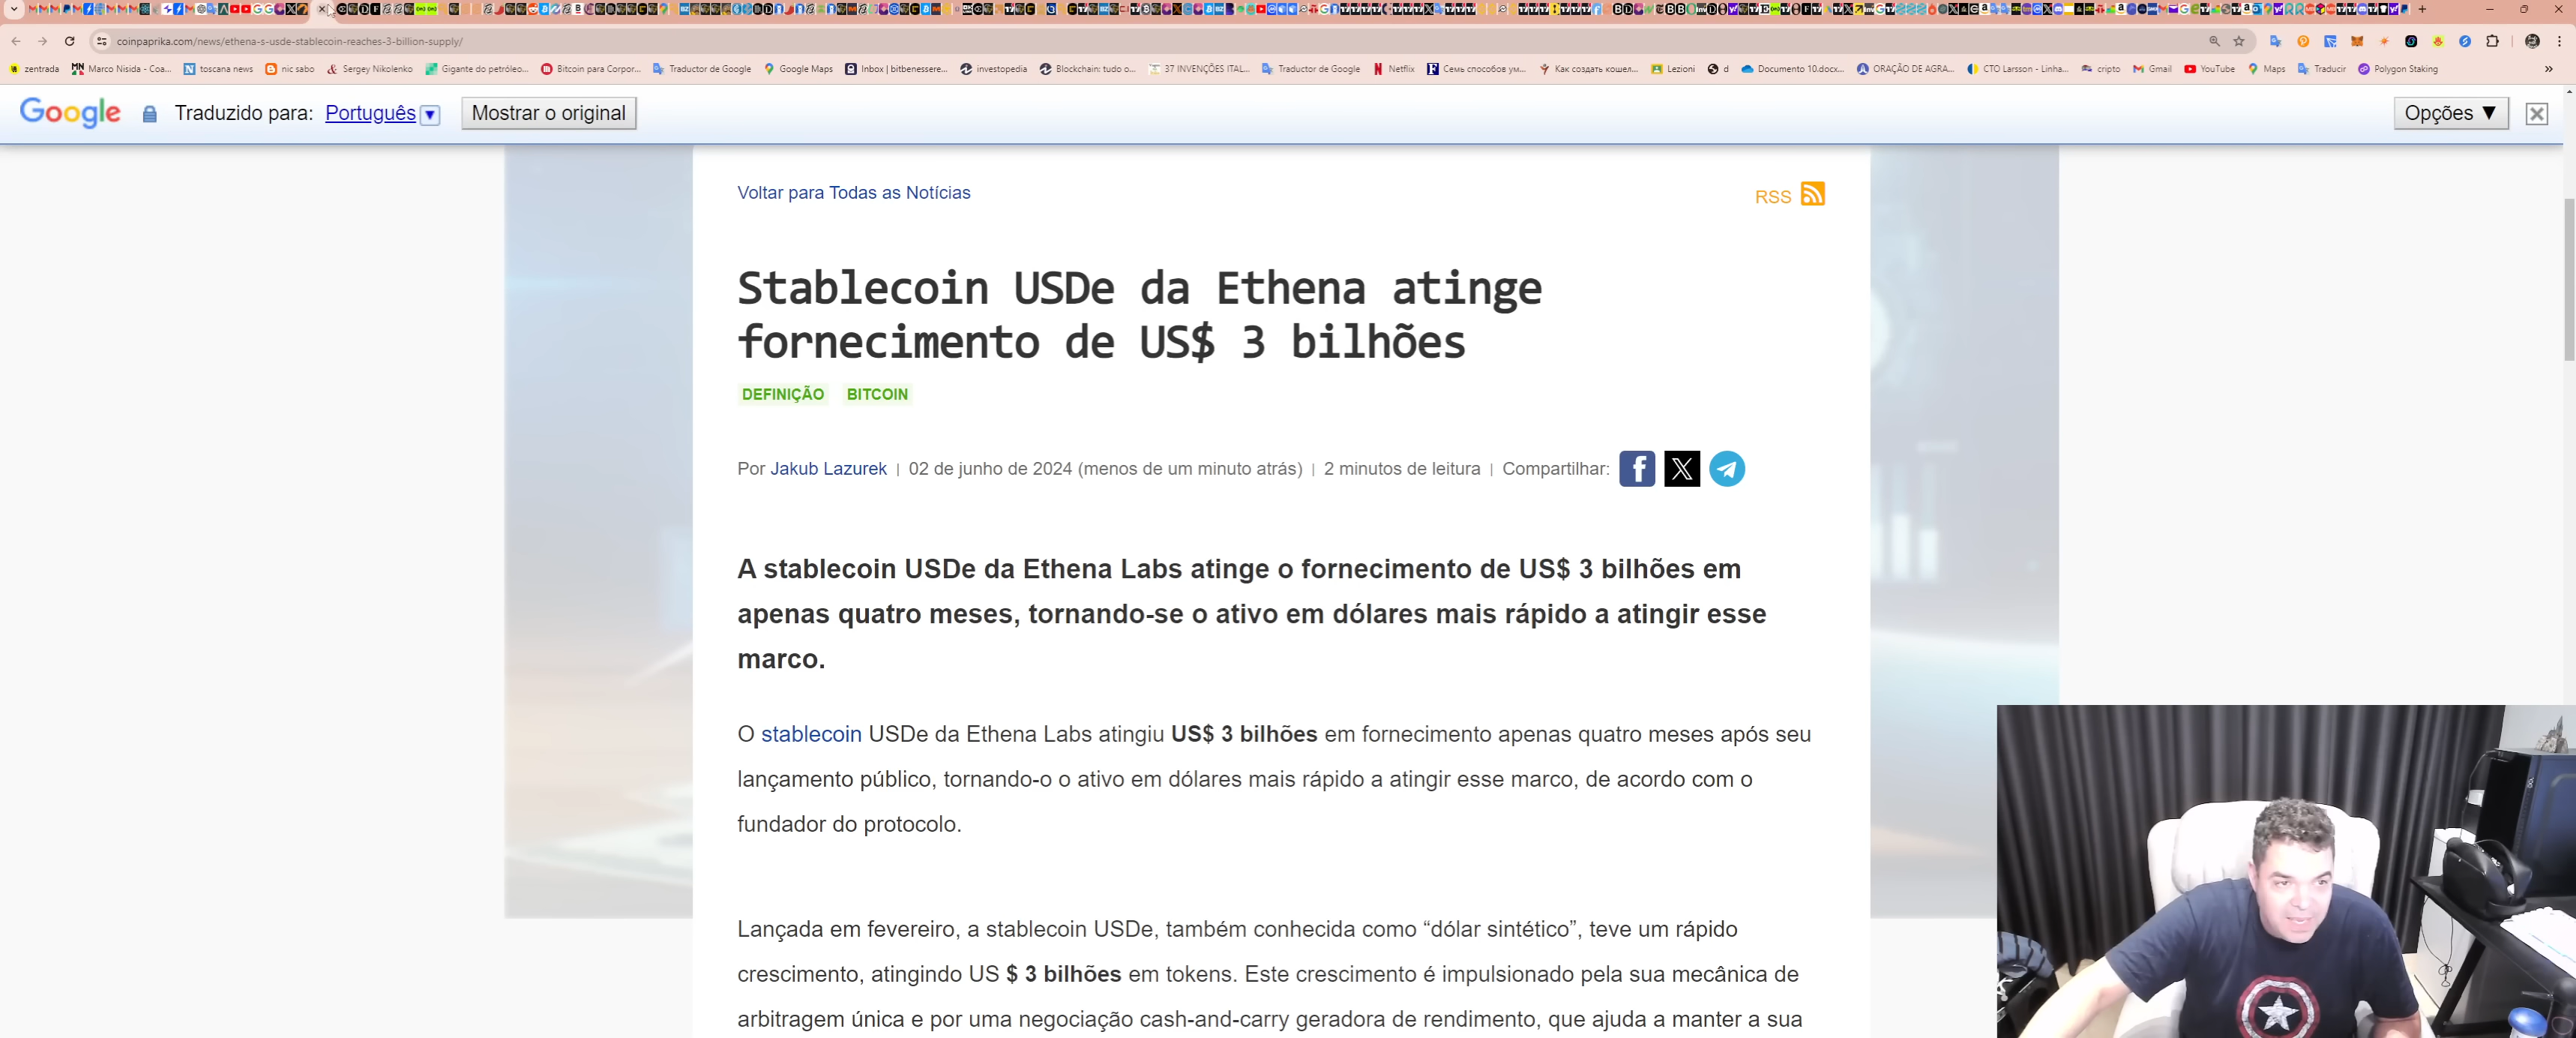 coinpaprika.com/news/ethena-s-usde-stablecoin-reaches-3-billion-supply/
zentrada MN Marco Nisida - Coa... N toscana news nic sabo Sergey Nikolenko Gigante do petróleo... Bitcoin para Corpor... Traductor de Google Google Maps Inbox | bitbenessere... investopedia Blockchain: tudo o... 37 INVENÇÕES ITAL... Traductor de Google Netflix Семь способов ум... Как создать кошел... Lezioni d Documento 10.docx... ORAÇÃO DE AGRA... CTO Larsson - Linha... cripto Gmail YouTube Maps Traducir Polygon Staking »
Google Traduzido para: Português ▼ Mostrar o original Opções ▼
Voltar para Todas as Notícias RSS
Stablecoin USDe da Ethena atinge
fornecimento de US$ 3 bilhões
DEFINIÇÃO BITCOIN
Por Jakub Lazurek | 02 de junho de 2024 (menos de um minuto atrás) | 2 minutos de leitura | Compartilhar:
A stablecoin USDe da Ethena Labs atinge o fornecimento de US$ 3 bilhões em
apenas quatro meses, tornando-se o ativo em dólares mais rápido a atingir esse
marco.
O stablecoin USDe da Ethena Labs atingiu US$ 3 bilhões em fornecimento apenas quatro meses após seu
lançamento público, tornando-o o ativo em dólares mais rápido a atingir esse marco, de acordo com o
fundador do protocolo.
Lançada em fevereiro, a stablecoin USDe, também conhecida como “dólar sintético”, teve um rápido
crescimento, atingindo US $ 3 bilhões em tokens. Este crescimento é impulsionado pela sua mecânica de
arbitragem única e por uma negociação cash-and-carry geradora de rendimento, que ajuda a manter a sua